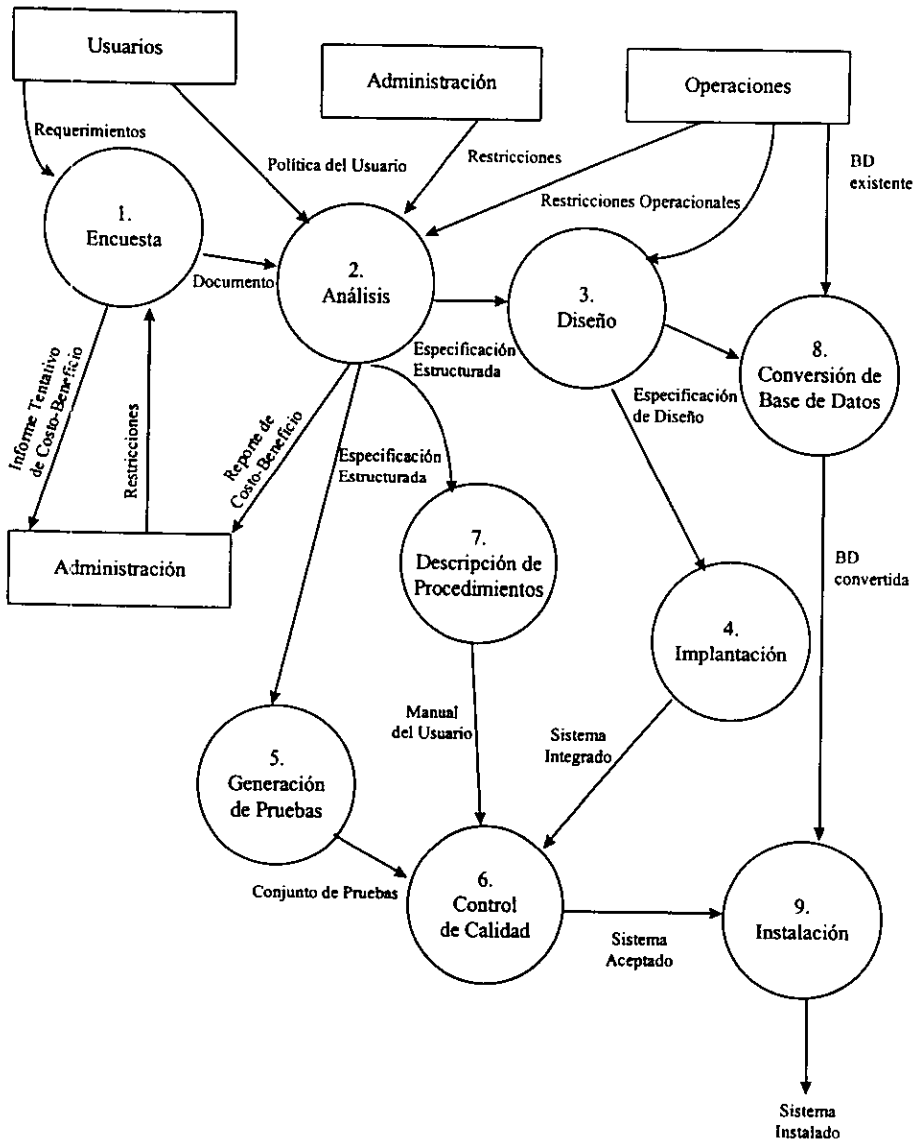 Usuarios
Administración
Operaciones
Requerimientos
Política del Usuario
Restricciones
BD
existente
Restricciones Operacionales
1.
Encuesta
Documento
2.
Análisis
3.
Diseño
8.
Conversión de
Base de Datos
Especificación
Estructurada
Especificación
de Diseño
Informe Tentativo
de Costo-Beneficio
Restricciones
Reporte de
Costo-Beneficio
Especificación
Estructurada
Administración
7.
Descripción de
Procedimientos
BD
convertida
4.
Implantación
Manual
del Usuario
Sistema
Integrado
5.
Generación
de Pruebas
Conjunto de Pruebas
6.
Control
de Calidad
Sistema
Aceptado
9.
Instalación
Sistema
Instalado